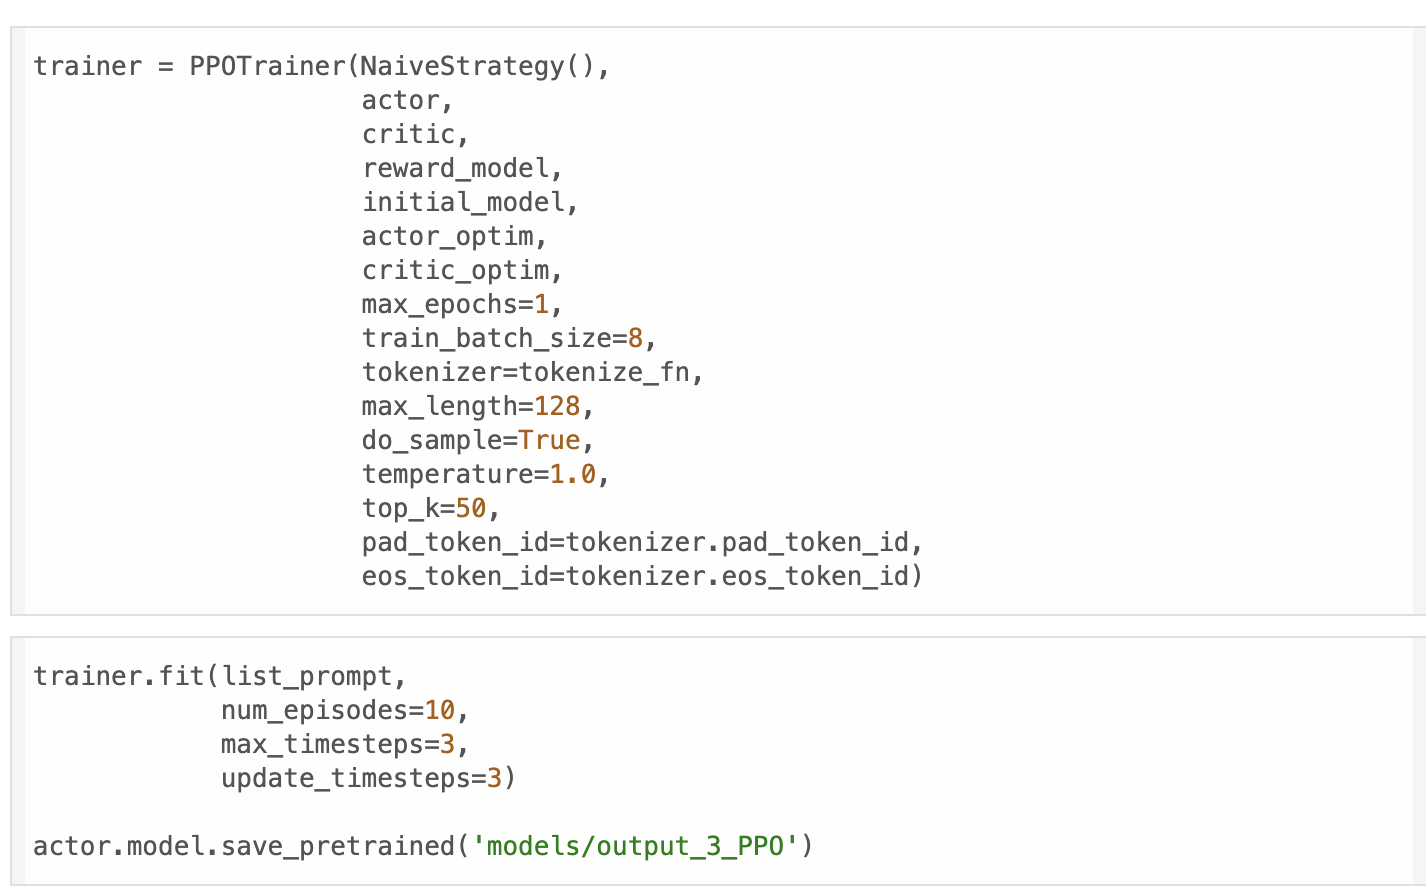 trainer = PPOTrainer(NaiveStrategy(),
                     actor,
                     critic,
                     reward_model,
                     initial_model,
                     actor_optim,
                     critic_optim,
                     max_epochs=1,
                     train_batch_size=8,
                     tokenizer=tokenize_fn,
                     max_length=128,
                     do_sample=True,
                     temperature=1.0,
                     top_k=50,
                     pad_token_id=tokenizer.pad_token_id,
                     eos_token_id=tokenizer.eos_token_id)
trainer.fit(list_prompt,
            num_episodes=10,
            max_timesteps=3,
            update_timesteps=3)
actor.model.save_pretrained('models/output_3_PPO')